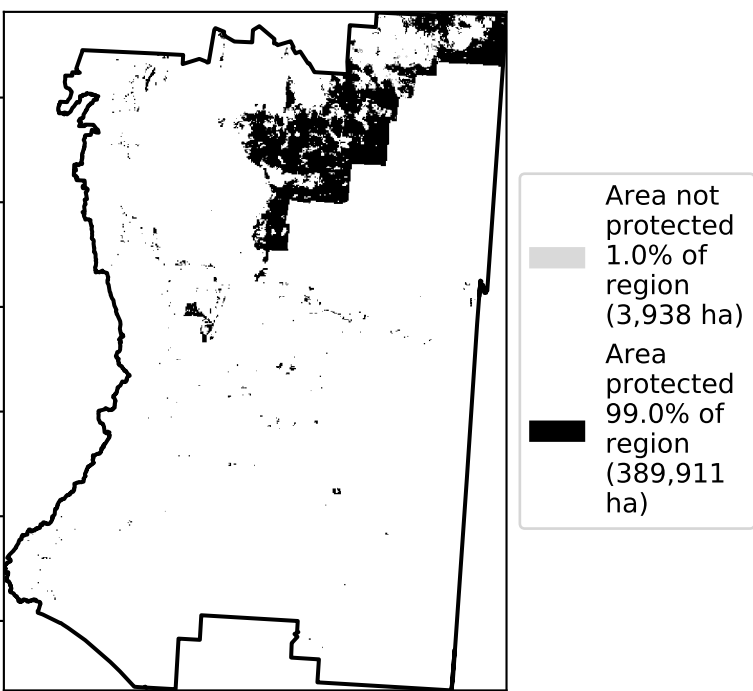 Area not
protected
1.0% of
region
(3,938 ha)
Area
protected
99.0% of
region
(389,911
ha)